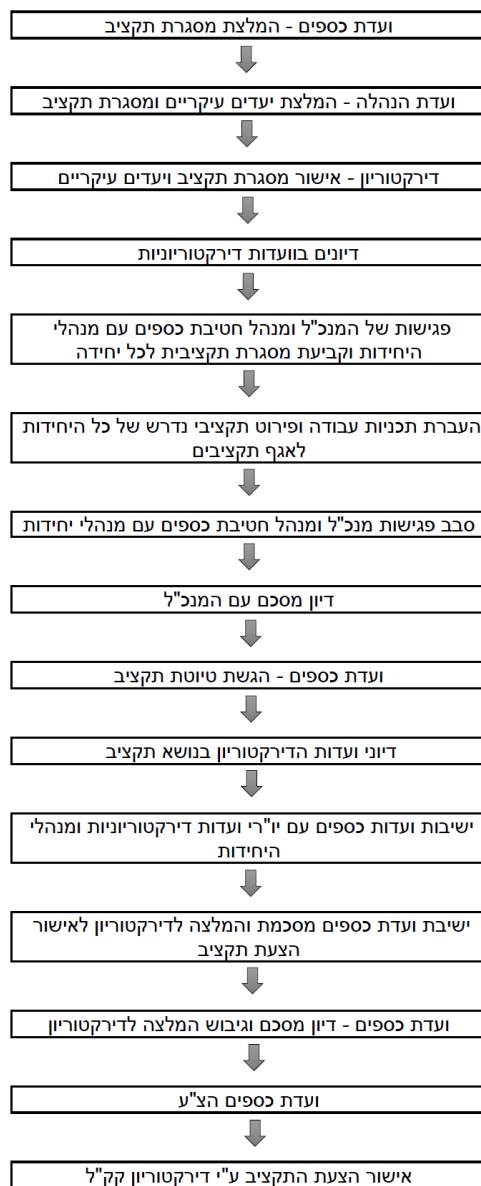 ועדת כספים - המלצת מסגרת תקציב
ועדת הנהלה - המלצת יעדים עיקריים ומסגרת תקציב
דירקטוריון - אישור מסגרת תקציב ויעדים עיקריים
דיונים בוועדות דירקטוריוניות
פגישות של המנכ"ל ומנהל חטיבת כספים עם מנהלי
היחידות וקביעת מסגרת תקציבית לכל יחידה
העברת תכניות עבודה ופירוט תקציבי נדרש של כל היחידות
לאגף תקציבים
סבב פגישות מנכ"ל ומנהל חטיבת כספים עם מנהלי יחידות
דיון מסכם עם המנכ"ל
ועדת כספים - הגשת טיוטת תקציב
דיוני ועדות הדירקטוריון בנושא תקציב
ישיבות ועדות כספים עם יו"רי ועדות דירקטוריוניות ומנהלי
היחידות
ישיבת ועדת כספים מסכמת והמלצה לדירקטוריון לאישור
הצעת תקציב
ועדת כספים - דיון מסכם וגיבוש המלצה לדירקטוריון
ועדת כספים הצ"ע
אישור הצעת התקציב ע"י דירקטוריון קק"ל